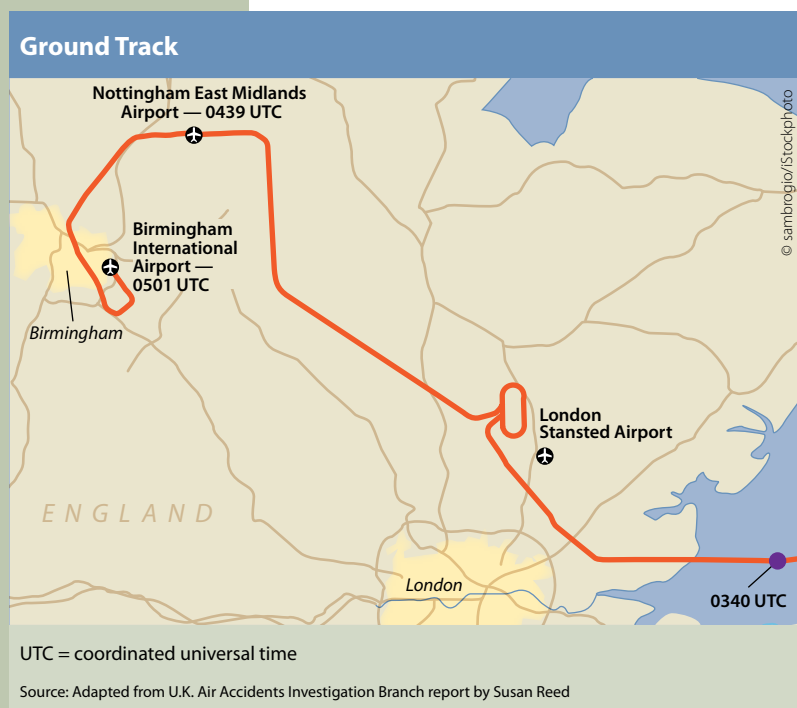 Ground Track
Nottingham East Midlands
Airport — 0439 UTC
© sambrogio/iStockphoto
Birmingham
International
Airport —
0501 UTC
Birmingham
London
Stansted Airport
ENGLAND
London
0340 UTC
UTC = coordinated universal time
Source: Adapted from U.K. Air Accidents Investigation Branch report by Susan Reed